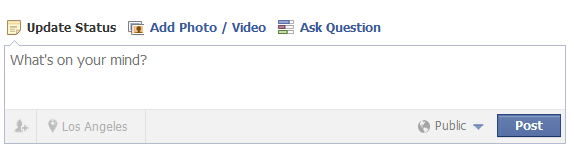 Update Status Add Photo / Video Ask Question
What's on your mind?
Los Angeles Public Post